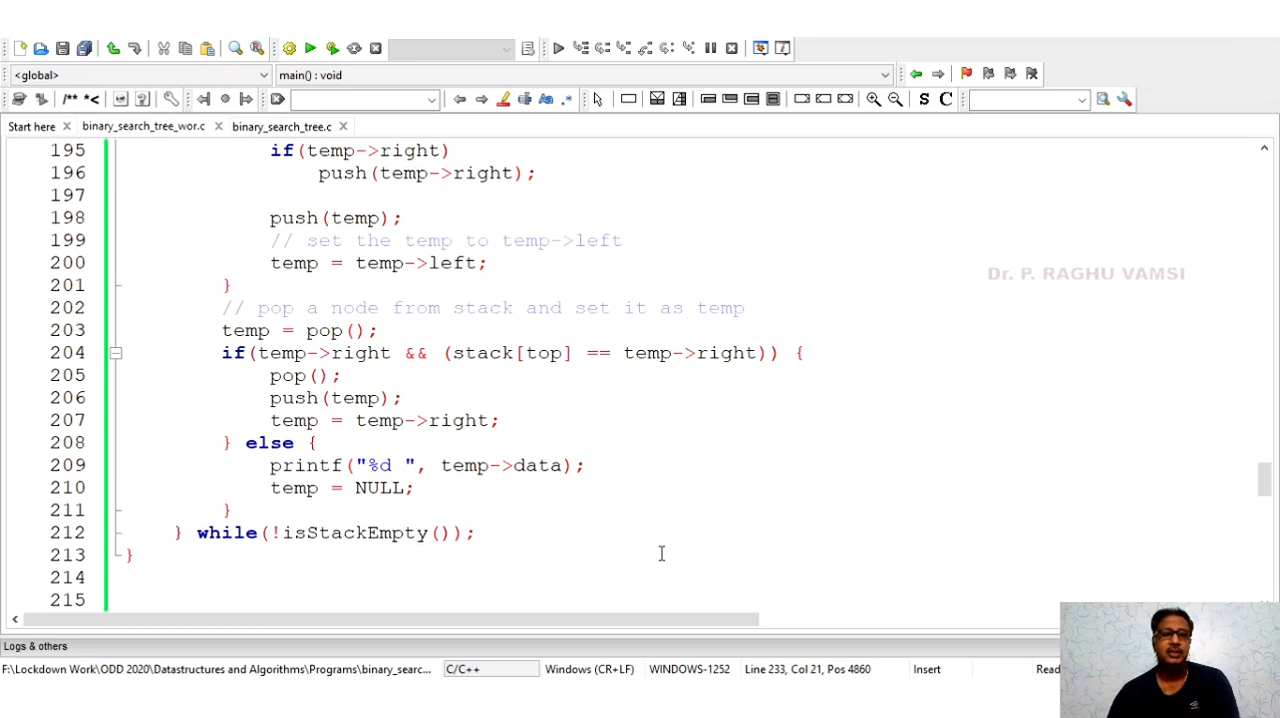 <global>
main() : void
/** *<
S C
Start here
binary_search_tree_wor.c
binary_search_tree.c
195 if(temp->right)
196 push(temp->right);
197
198 push(temp);
199 // set the temp to temp->left
200 temp = temp->left;
201 }
202 // pop a node from stack and set it as temp
203 temp = pop();
204 if(temp->right && (stack[top] == temp->right)) {
205 pop();
206 push(temp);
207 temp = temp->right;
208 } else {
209 printf("%d ", temp->data);
210 temp = NULL;
211 }
212 } while(!isStackEmpty());
213 }
214
215
Dr. P. RAGHU VAMSI
Logs & others
F:\Lockdown Work\ODD 2020\Datastructures and Algorithms\Programs\binary_searc... C/C++ Windows (CR+LF) WINDOWS-1252 Line 233, Col 21, Pos 4860 Insert Read